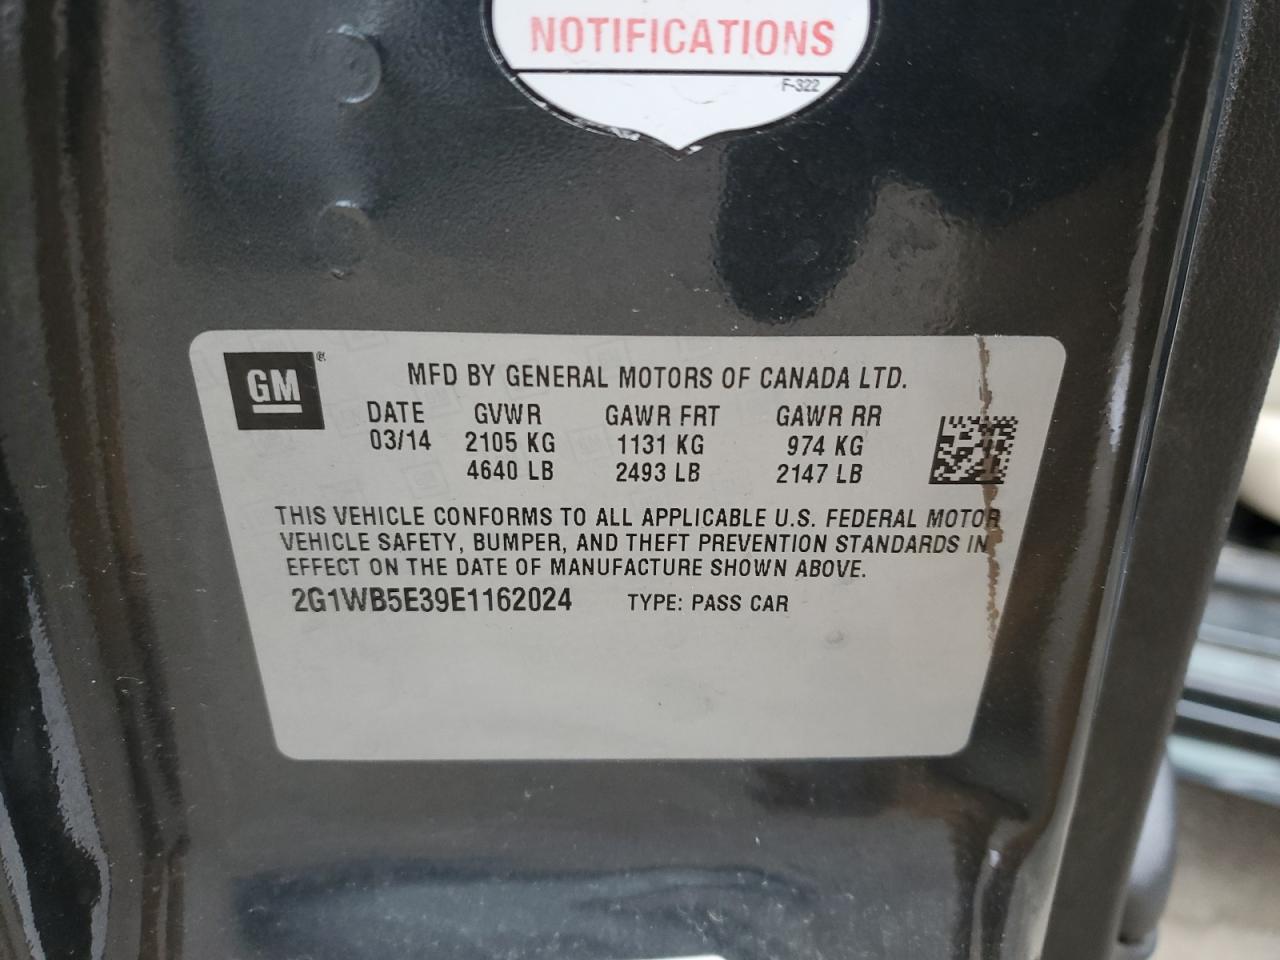 NOTIFICATIONS
F-322
GM®
MFD BY GENERAL MOTORS OF CANADA LTD.
DATE GVWR GAWR FRT GAWR RR
03/14 2105 KG 1131 KG 974 KG
4640 LB 2493 LB 2147 LB
THIS VEHICLE CONFORMS TO ALL APPLICABLE U.S. FEDERAL MOTOR
VEHICLE SAFETY, BUMPER, AND THEFT PREVENTION STANDARDS IN
EFFECT ON THE DATE OF MANUFACTURE SHOWN ABOVE.
2G1WB5E39E1162024 TYPE: PASS CAR